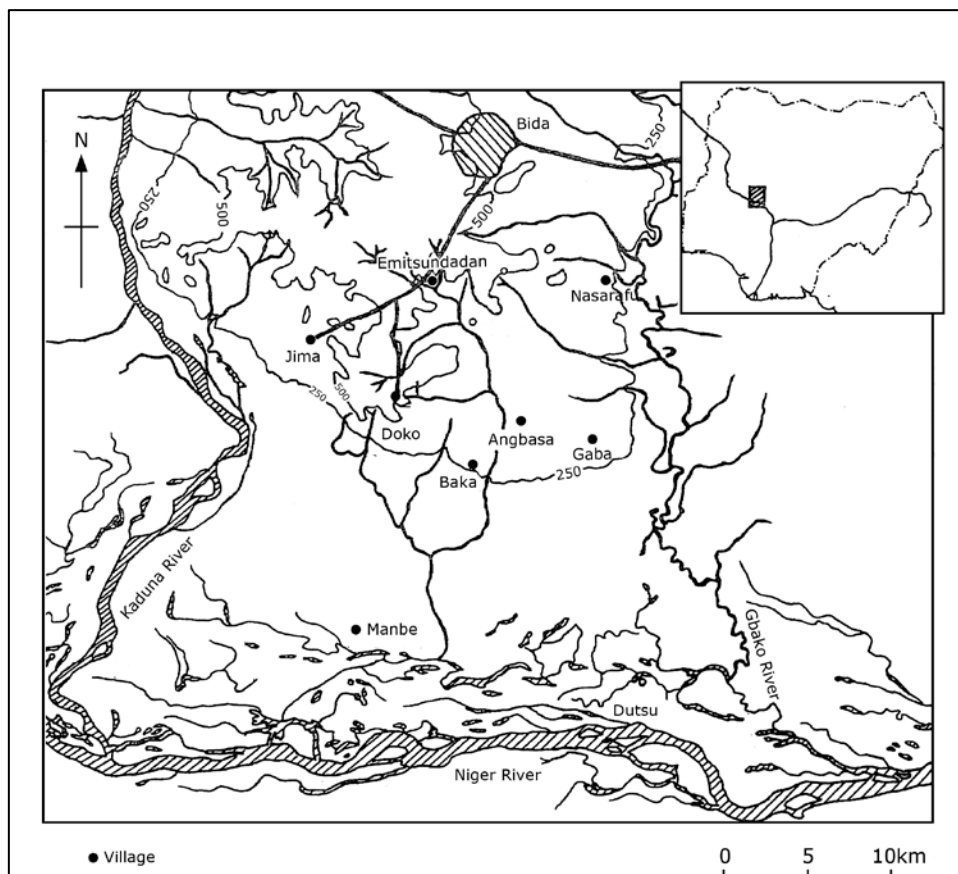 Bida
250
N
250
500
500
Emitsundadan
Nasarafu
Jima
250
500
Doko
Angbasa
Gaba
Baka
250
Kaduna River
Manbe
Gbako River
Dutsu
Niger River
Village
0 5 10km